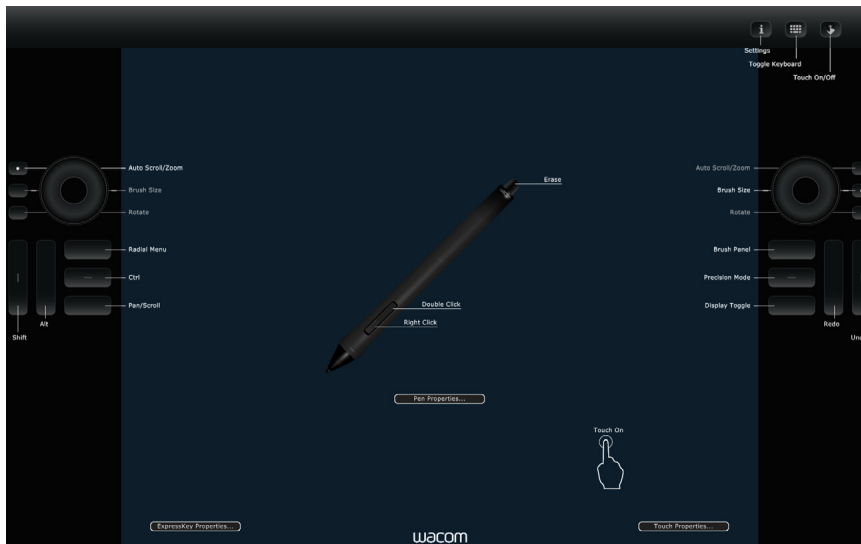 Settings
Toggle Keyboard
Touch On/Off
Auto Scroll/Zoom
Brush Size
Rotate
Radial Menu
Ctrl
Pan/Scroll
Alt
Shift
Erase
Double Click
Right Click
Pen Properties...
Auto Scroll/Zoom
Brush Size
Rotate
Brush Panel
Precision Mode
Display Toggle
Redo
Touch On
ExpressKey Properties...
wacom
Touch Properties...